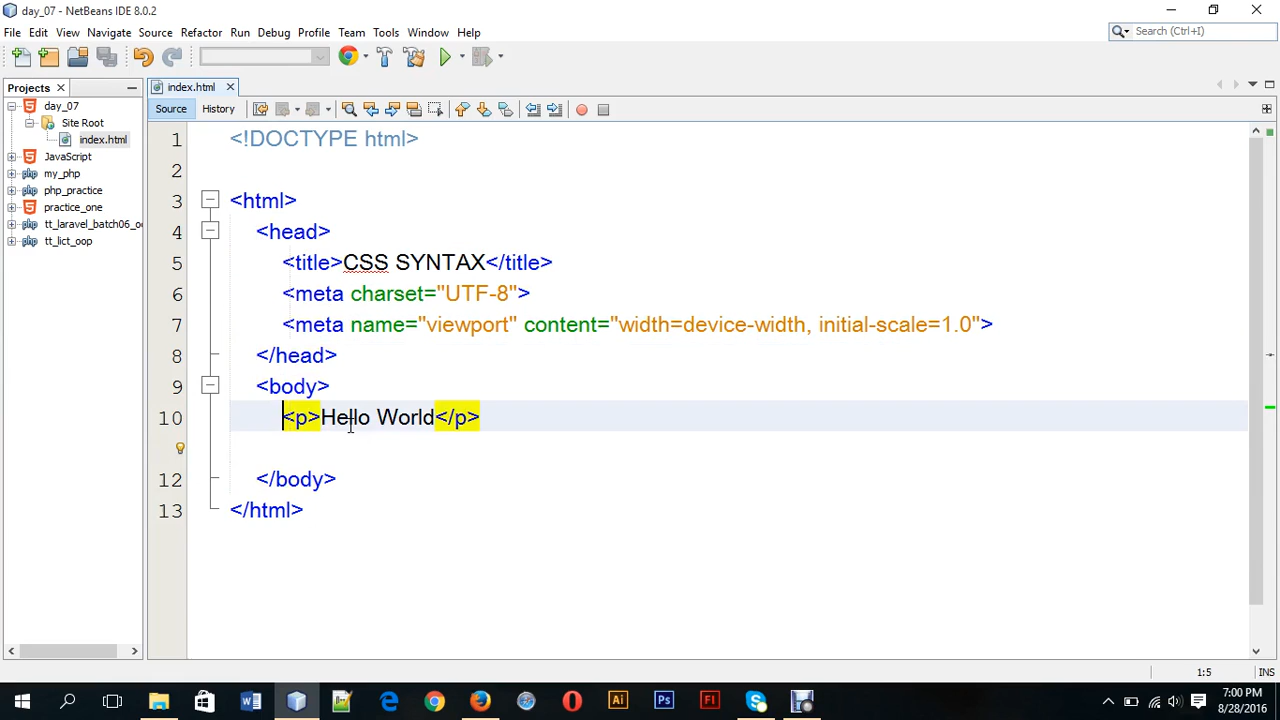 day_07 - NetBeans IDE 8.0.2
File Edit View Navigate Source Refactor Run Debug Profile Team Tools Window Help
Search (Ctrl+I)
Projects
index.html
day_07
Site Root
index.html
JavaScript
my_php
php_practice
practice_one
tt_laravel_batch06_o
tt_lict_oop
Source History
1 <!DOCTYPE html>
2
3 <html>
4 <head>
5 <title>CSS SYNTAX</title>
6 <meta charset="UTF-8">
7 <meta name="viewport" content="width=device-width, initial-scale=1.0">
8 </head>
9 <body>
10 <p>Hello World</p>
12 </body>
13 </html>
1:5 INS
Ai Ps Fl
7:00 PM
8/28/2016